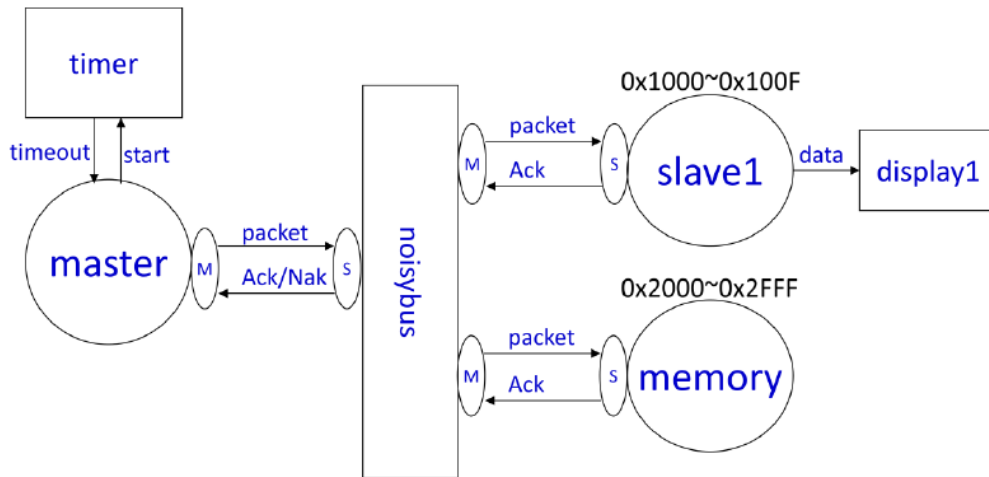 timer
timeout
start
master
M
packet
Ack/Nak
S
noisybus
M
packet
Ack
S
0x1000~0x100F
slave1
data
display1
M
packet
Ack
S
0x2000~0x2FFF
memory